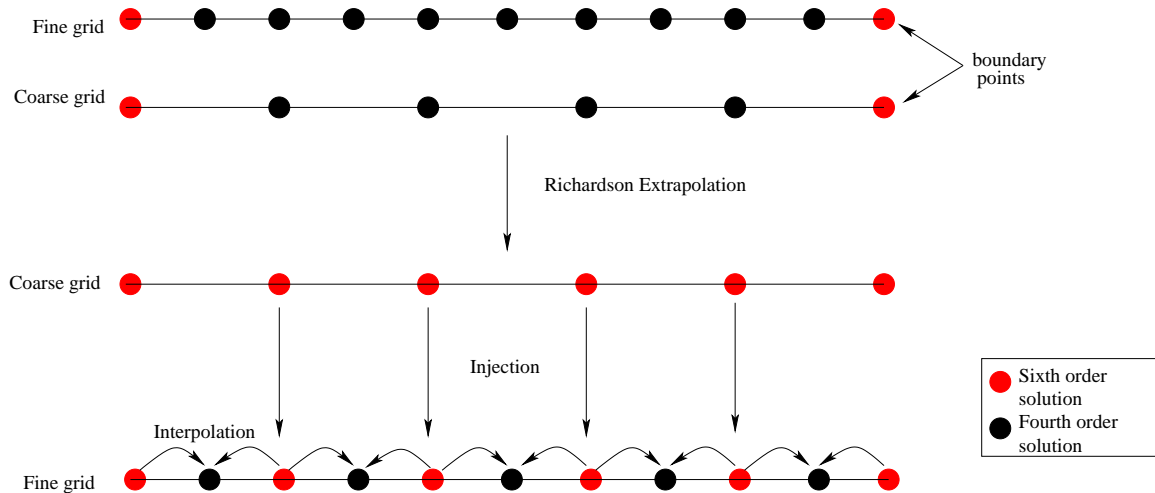 Fine grid
boundary
points
Coarse grid
Richardson Extrapolation
Coarse grid
Injection
Sixth order
solution
Fourth order
solution
Interpolation
Fine grid